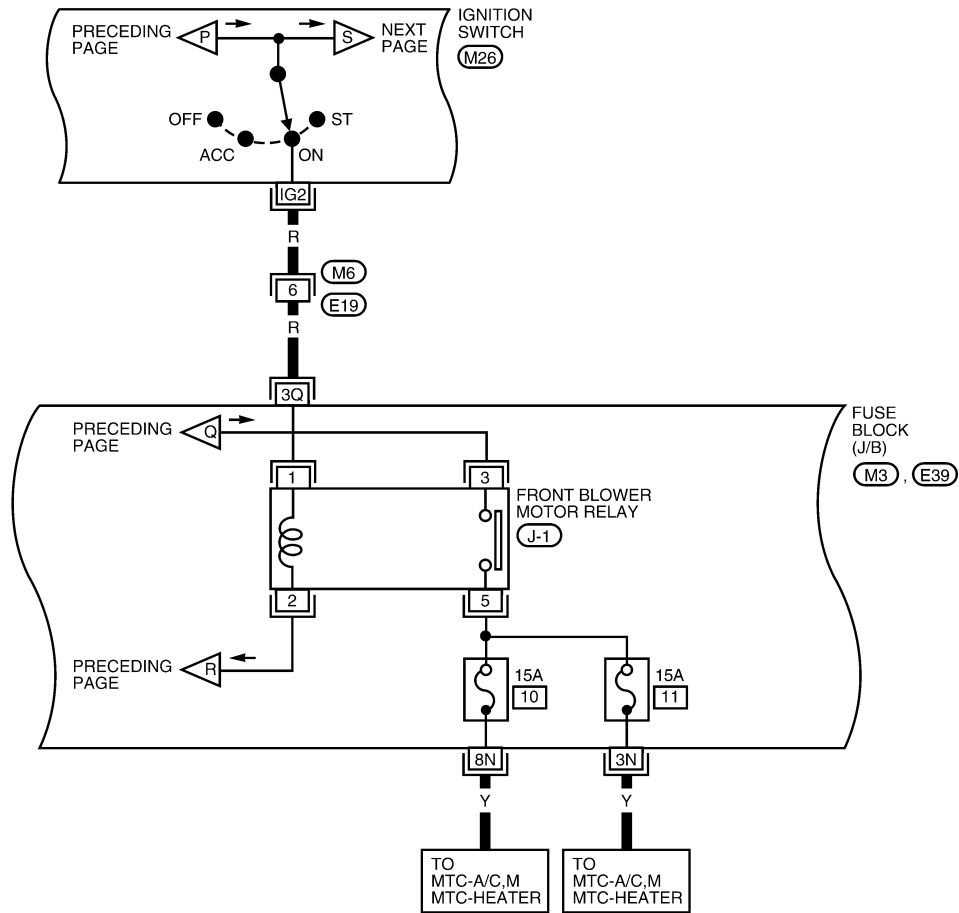 IGNITION
SWITCH
M26
PRECEDING
PAGE
P
S
NEXT
PAGE
OFF
ST
ACC
ON
IG2
R
M6
6
E19
R
3Q
FUSE
BLOCK
(J/B)
M3 , E39
PRECEDING
PAGE
Q
1
3
FRONT BLOWER
MOTOR RELAY
J-1
2
5
PRECEDING
PAGE
R
15A
10
15A
11
8N
3N
Y
Y
TO
MTC-A/C,M
MTC-HEATER
TO
MTC-A/C,M
MTC-HEATER